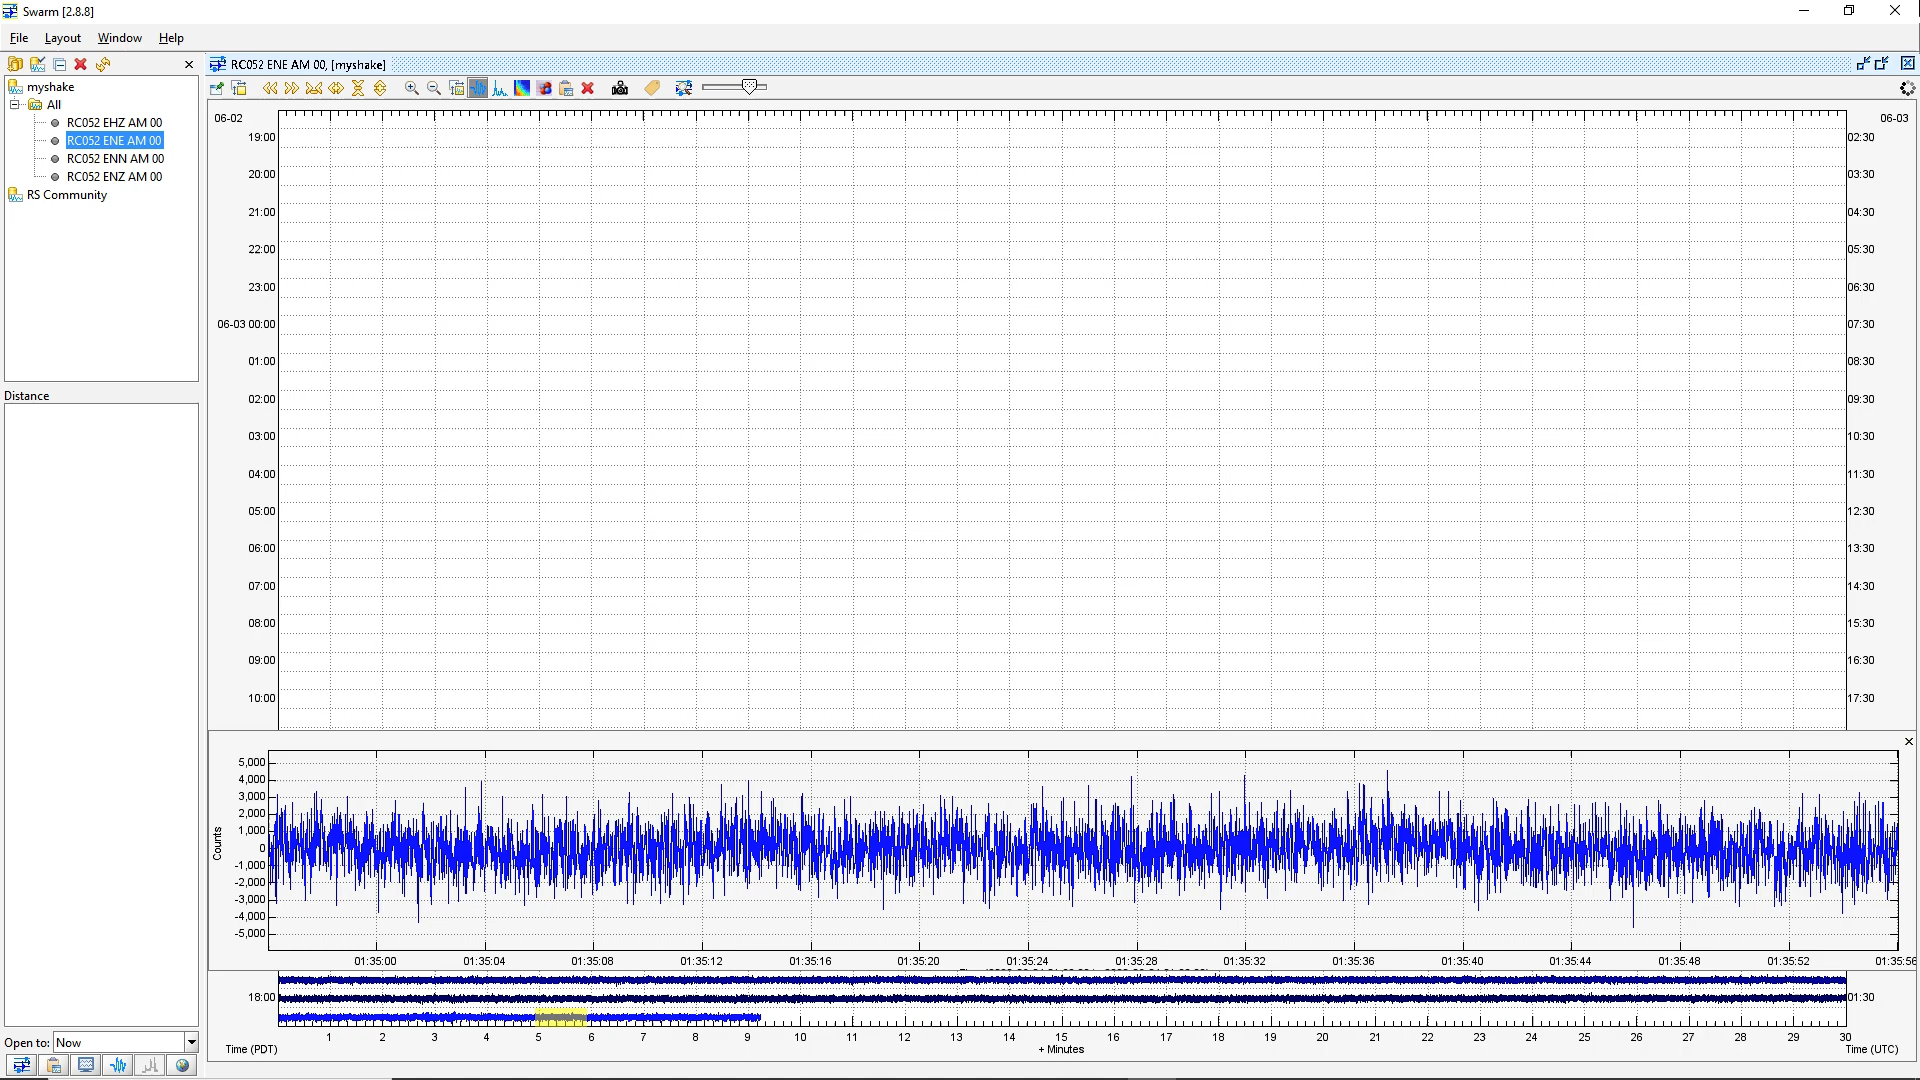 Swarm [2.8.8]
File Layout Window Help
RC052 ENE AM 00, [myshake]
myshake
All
RC052 EHZ AM 00
RC052 ENE AM 00
RC052 ENN AM 00
RC052 ENZ AM 00
RS Community
Distance
Open to: Now
06-02 06-03
19:00 02:30
20:00 03:30
21:00 04:30
22:00 05:30
23:00 06:30
06-03 00:00 07:30
01:00 08:30
02:00 09:30
03:00 10:30
04:00 11:30
05:00 12:30
06:00 13:30
07:00 14:30
08:00 15:30
09:00 16:30
10:00 17:30
Counts
5,000
4,000
3,000
2,000
1,000
0
-1,000
-2,000
-3,000
-4,000
-5,000
01:35:00 01:35:04 01:35:08 01:35:12 01:35:16 01:35:20 01:35:24 01:35:28 01:35:32 01:35:36 01:35:40 01:35:44 01:35:48 01:35:52 01:35:56
18:00 01:30
1 2 3 4 5 6 7 8 9 10 11 12 13 14 15 16 17 18 19 20 21 22 23 24 25 26 27 28 29 30
Time (PDT) + Minutes Time (UTC)